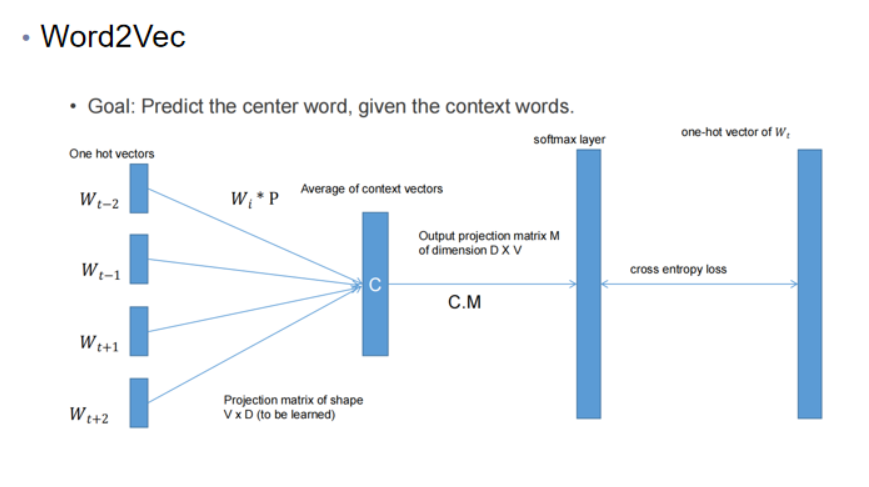 • Word2Vec
• Goal: Predict the center word, given the context words.
One hot vectors
W_{t−2}
W_{t−1}
W_{t+1}
W_{t+2}
W_i * P
Projection matrix of shape
V x D (to be learned)
Average of context vectors
C
Output projection matrix M
of dimension D X V
C.M
softmax layer
cross entropy loss
one-hot vector of W_t